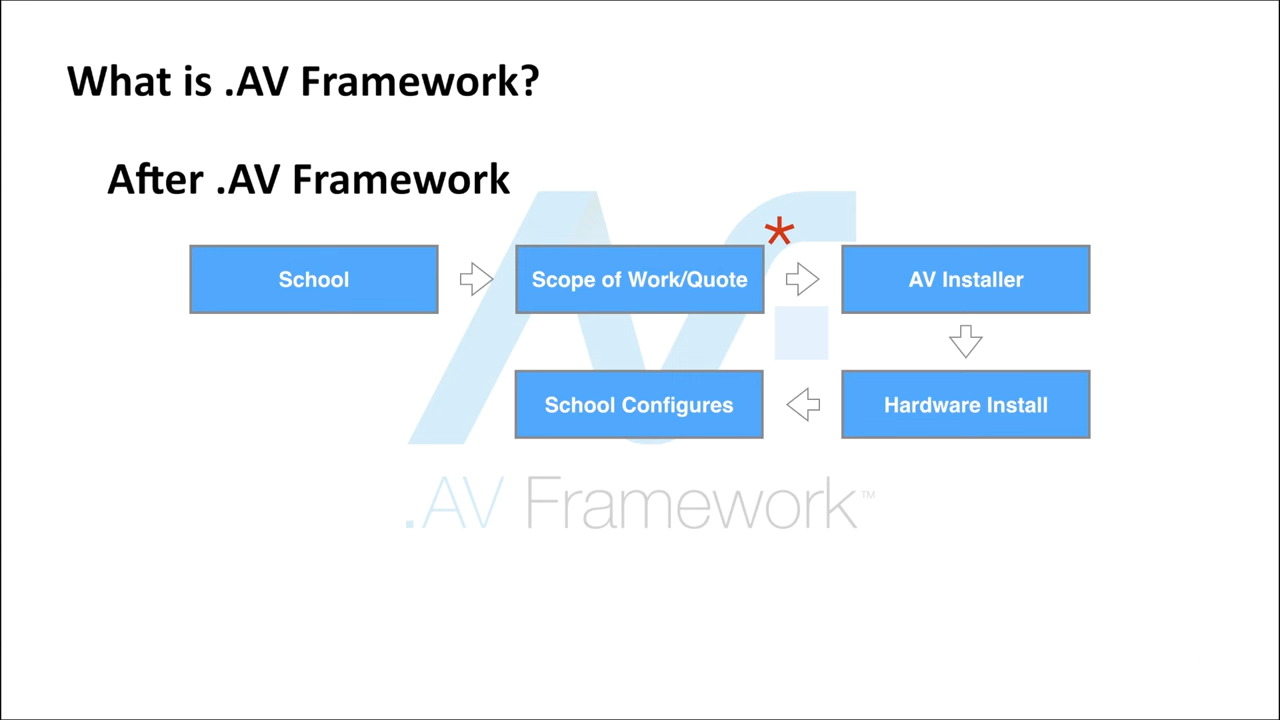 What is .AV Framework?
After .AV Framework
*
School
Scope of Work/Quote
AV Installer
School Configures
Hardware Install
.AV Framework™